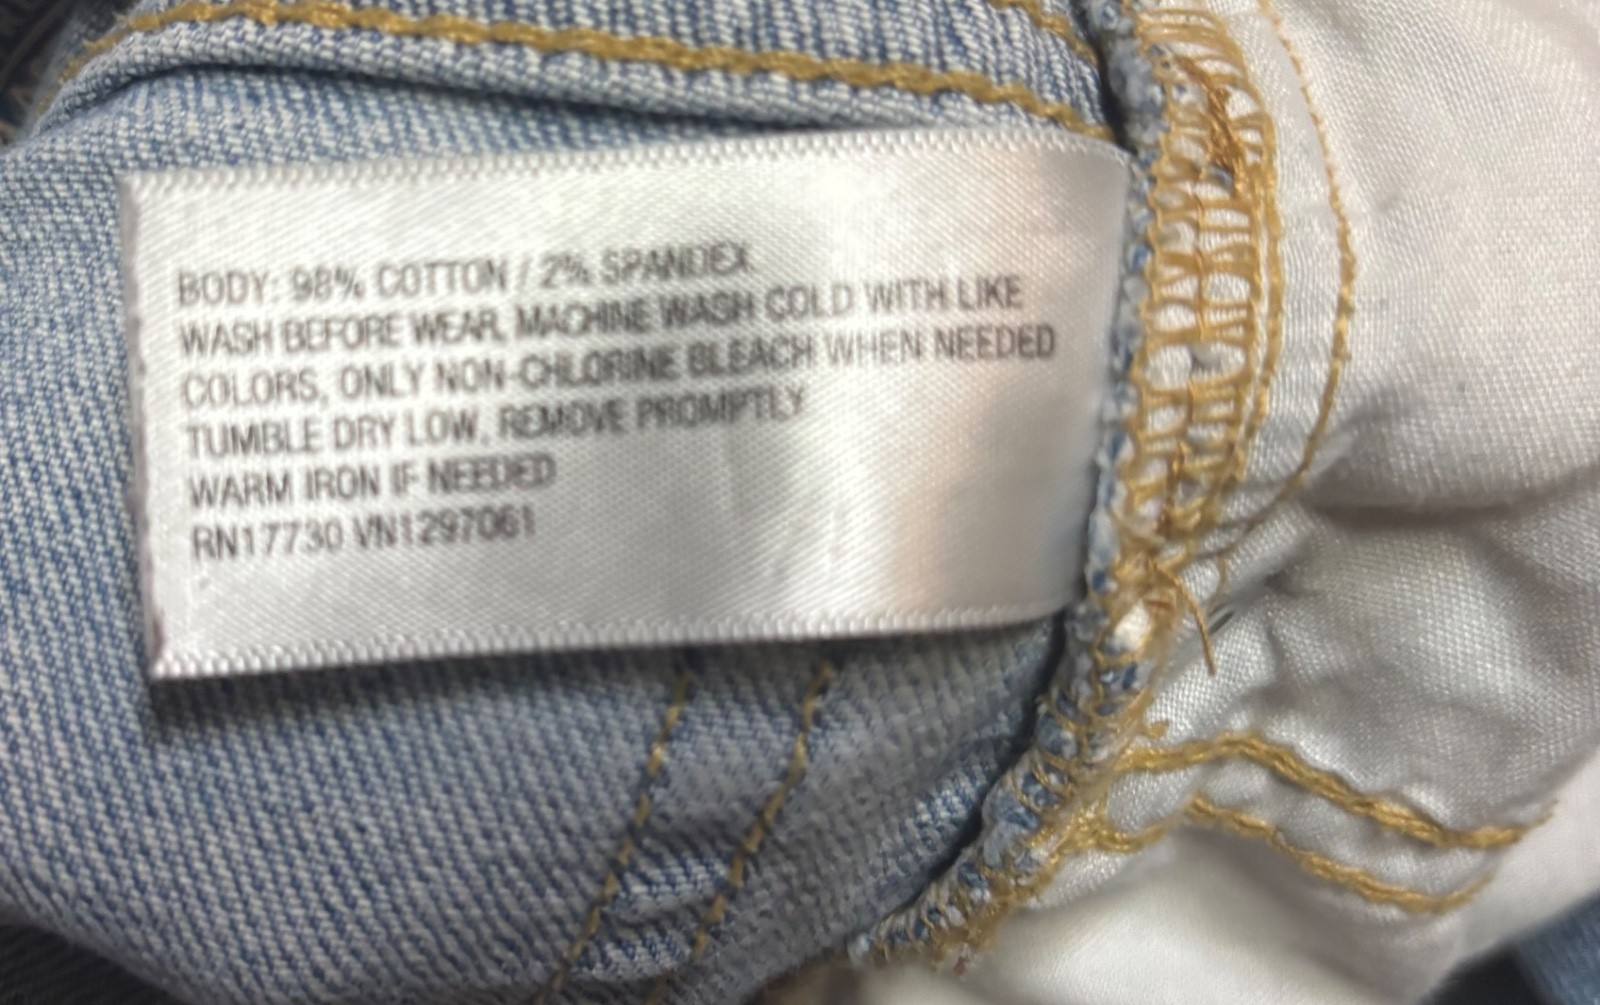 BODY: 98% COTTON / 2% SPANDEX
WASH BEFORE WEAR, MACHINE WASH COLD WITH LIKE
COLORS, ONLY NON-CHLORINE BLEACH WHEN NEEDED
TUMBLE DRY LOW, REMOVE PROMPTLY
WARM IRON IF NEEDED
RN17730 VN1297061